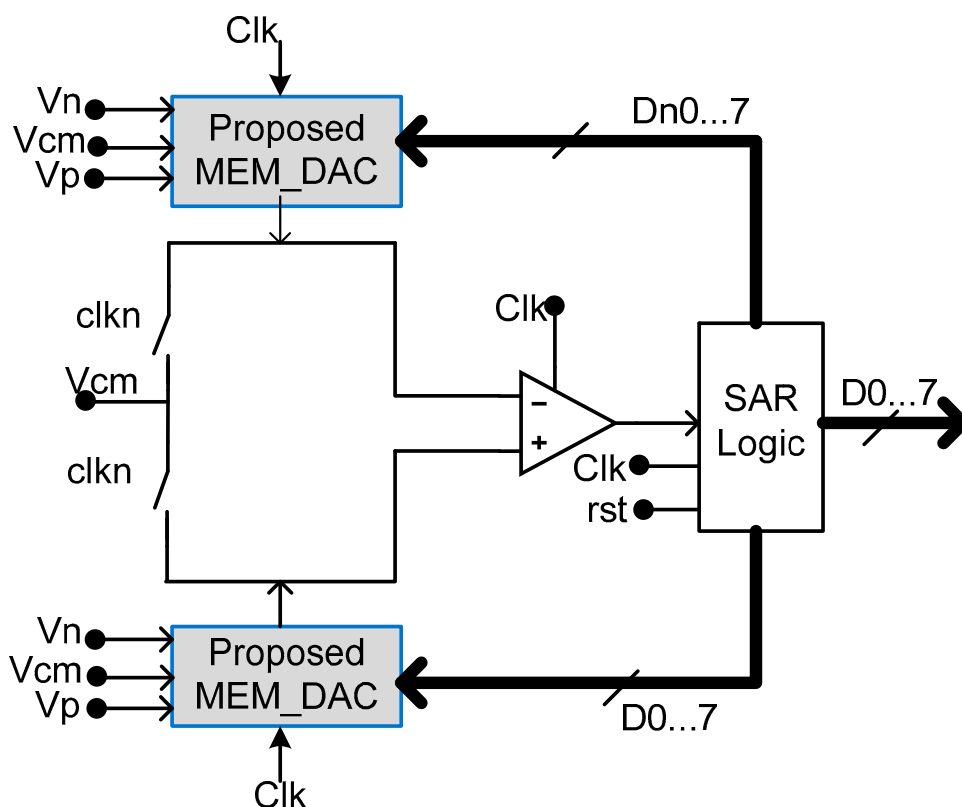 Clk
Vn
Vcm
Vp
Proposed
MEM_DAC
Dn0...7
clkn
Vcm
clkn
Clk
-
+
SAR
Logic
Clk
rst
D0...7
Vn
Vcm
Vp
Proposed
MEM_DAC
D0...7
Clk